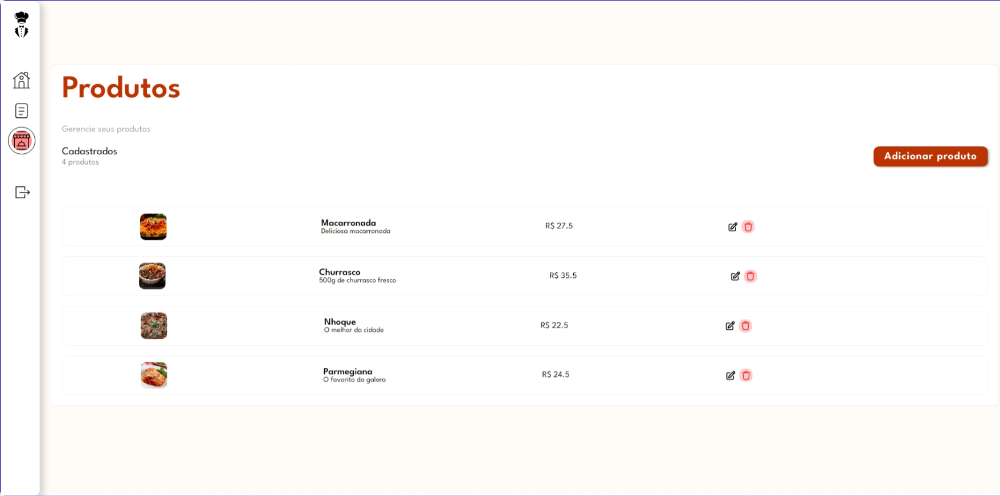 Produtos
Gerencie seus produtos
Cadastrados
4 produtos
Adicionar produto
Macarronada
Deliciosa macarronada
R$ 27.5
Churrasco
500g de churrasco fresco
R$ 35.5
Nhoque
O melhor da cidade
R$ 22.5
Parmegiana
O favorito da galera
R$ 24.5